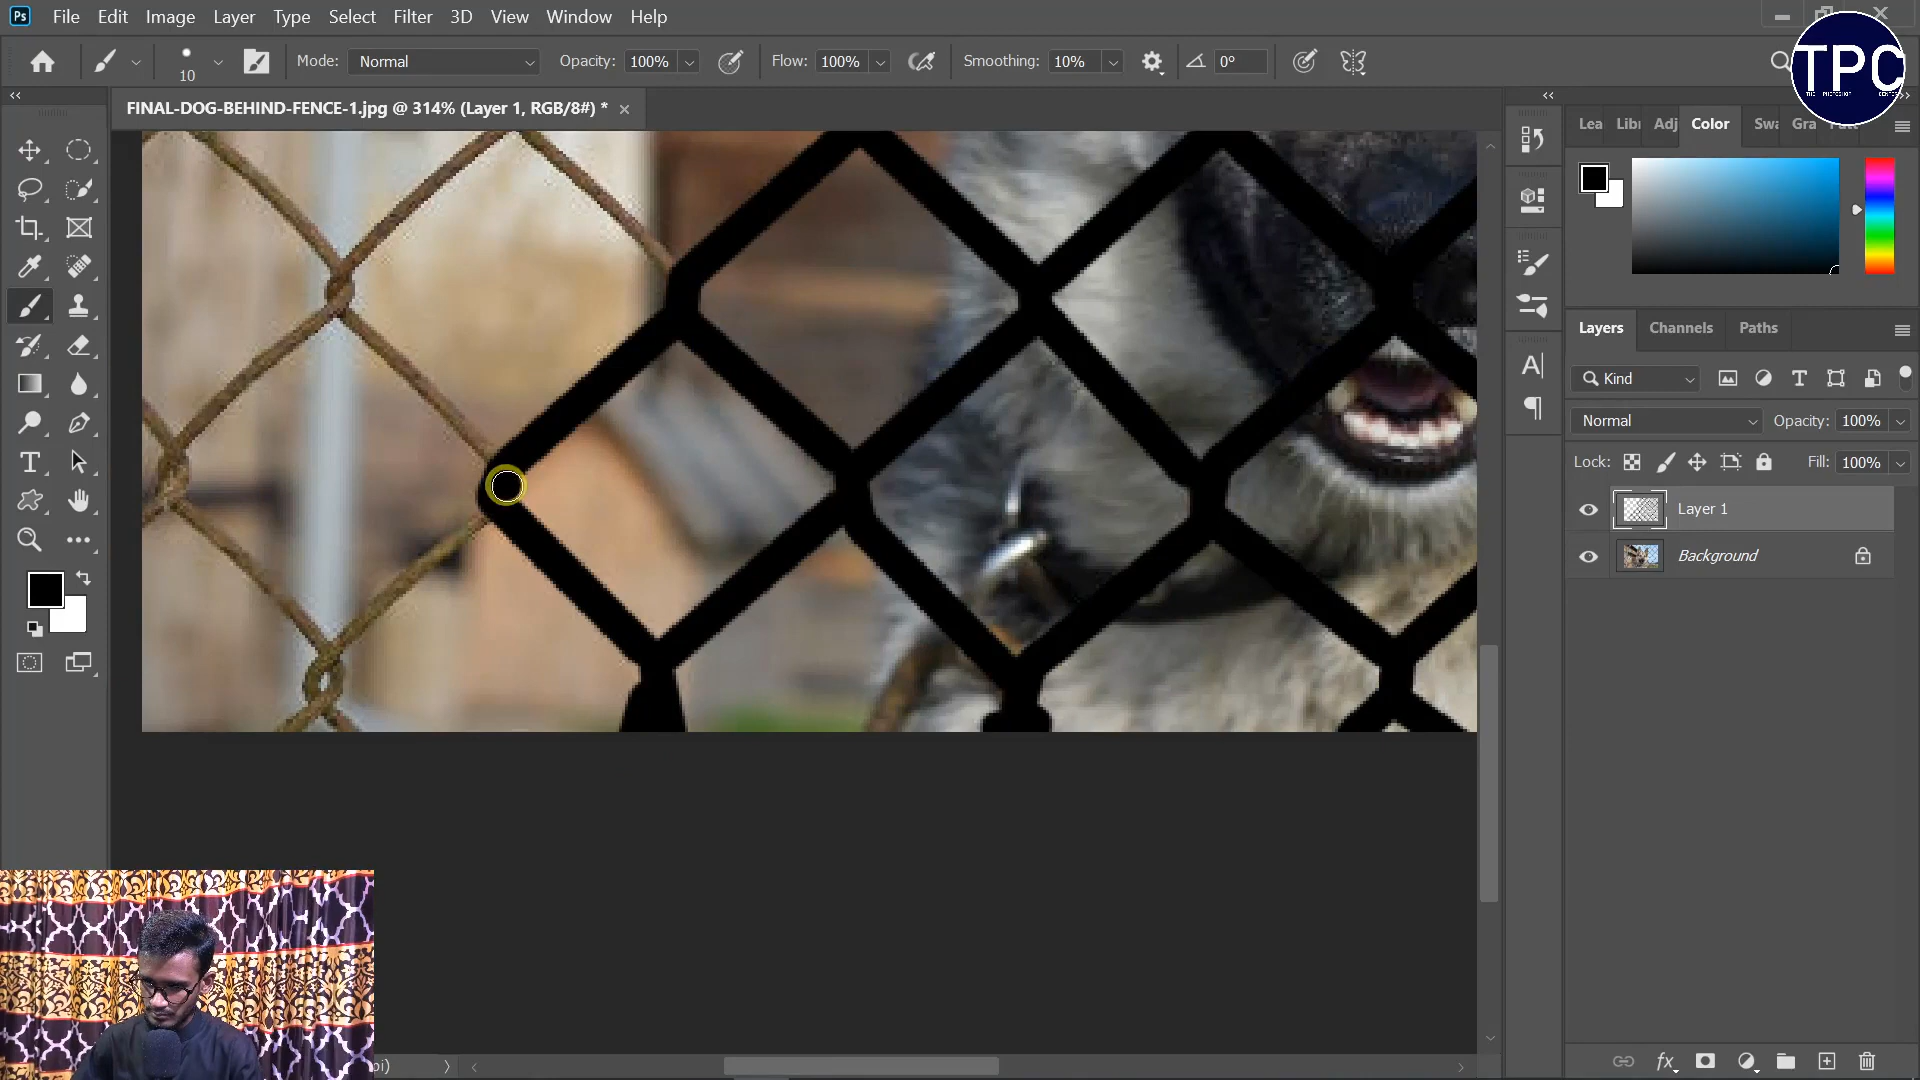 Ps File Edit Image Layer Type Select Filter 3D View Window Help
10 Mode: Normal Opacity: 100% Flow: 100% Smoothing: 10% 0°
TPC
FINAL-DOG-BEHIND-FENCE-1.jpg @ 314% (Layer 1, RGB/8#) *
Lea Libr Adj Color Swa Gra
Layers Channels Paths
Kind
Normal Opacity: 100%
Lock: Fill: 100%
Layer 1
Background